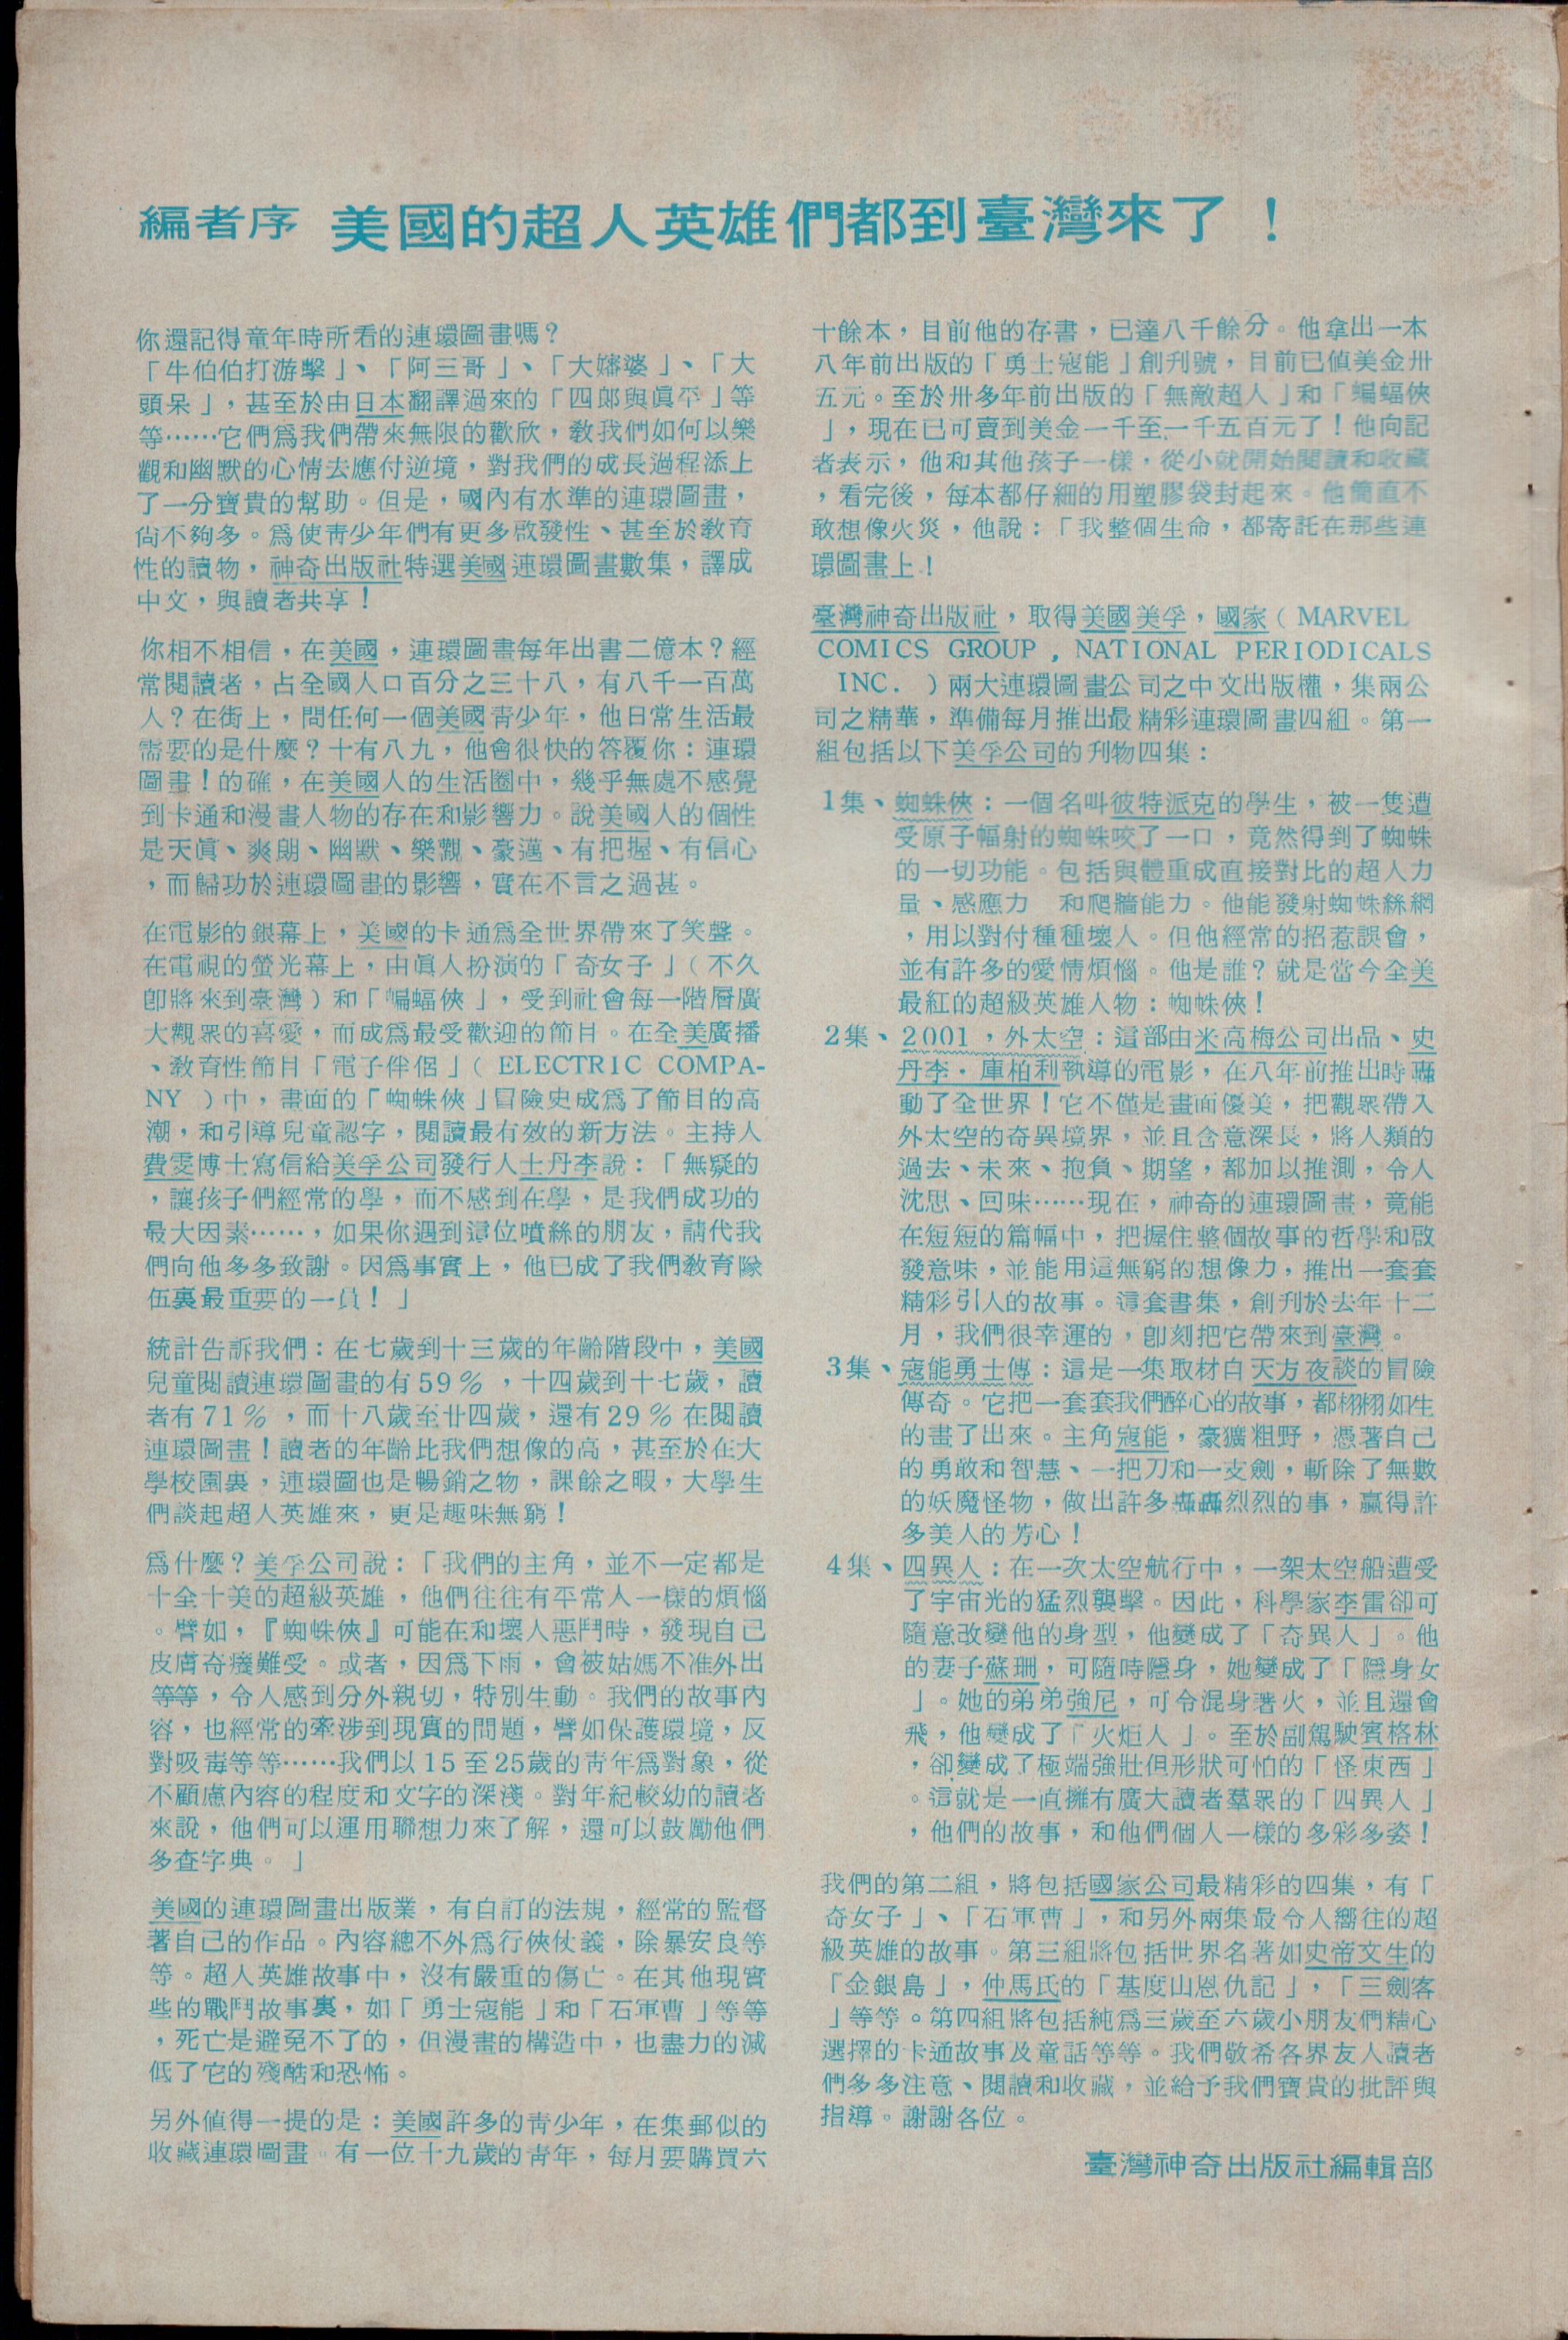 編者序 美國的超人英雄們都到臺灣來了！
你還記得童年時所看的連環圖畫嗎？
「牛伯伯打游擊」、「阿三哥」、「大嬸婆」、「大
頭呆」，甚至於由日本翻譯過來的「四郎與眞平」等
等……它們爲我們帶來無限的歡欣，敎我們如何以樂
觀和幽默的心情去應付逆境，對我們的成長過程添上
了一分寶貴的幫助。但是，國內有水準的連環圖畫，
尙不夠多。爲使靑少年們有更多啟發性、甚至於敎育
性的讀物，神奇出版社特選美國連環圖畫數集，譯成
中文，與讀者共享！
你相不相信，在美國，連環圖畫每年出書二億本？經
常閱讀者，占全國人口百分之三十八，有八千一百萬
人？在街上，問任何一個美國靑少年，他日常生活最
需要的是什麼？十有八九，他會很快的答覆你：連環
圖畫！的確，在美國人的生活圈中，幾乎無處不感覺
到卡通和漫畫人物的存在和影響力。說美國人的個性
是天眞、爽朗、幽默、樂觀、豪邁、有把握、有信心
，而歸功於連環圖畫的影響，實在不言之過甚。
在電影的銀幕上，美國的卡通爲全世界帶來了笑聲。
在電視的螢光幕上，由眞人扮演的「奇女子」（不久
卽將來到臺灣）和「蝙蝠俠」，受到社會每一階層廣
大觀衆的喜愛，而成爲最受歡迎的節目。在全美廣播
、敎育性節目「電子伴侶」（ELECTRIC COMPA-
NY ）中，畫面的「蜘蛛俠」冒險史成爲了節目的高
潮，和引導兒童認字，閱讀最有效的新方法。主持人
費雯博士寫信給美孚公司發行人士丹李說：「無疑的
，讓孩子們經常的學，而不感到在學，是我們成功的
最大因素……，如果你遇到這位噴絲的朋友，請代我
們向他多多致謝。因爲事實上，他已成了我們敎育隊
伍裏最重要的一員！」
統計告訴我們：在七歲到十三歲的年齡階段中，美國
兒童閱讀連環圖畫的有59％，十四歲到十七歲，讀
者有71％，而十八歲至廿四歲，還有29％在閱讀
連環圖畫！讀者的年齡比我們想像的高，甚至於在大
學校園裏，連環圖也是暢銷之物，課餘之暇，大學生
們談起超人英雄來，更是趣味無窮！
爲什麼？美孚公司說：「我們的主角，並不一定都是
十全十美的超級英雄，他們往往有平常人一樣的煩惱
。譬如，『蜘蛛俠』可能在和壞人惡鬥時，發現自己
皮膚奇癢難受。或者，因爲下雨，會被姑媽不准外出
等等，令人感到分外親切，特別生動。我們的故事內
容，也經常的牽涉到現實的問題，譬如保護環境，反
對吸毒等等……我們以15至25歲的靑年爲對象，從
不顧慮內容的程度和文字的深淺。對年紀較幼的讀者
來說，他們可以運用聯想力來了解，還可以鼓勵他們
多查字典。」
美國的連環圖畫出版業，有自訂的法規，經常的監督
著自己的作品。內容總不外爲行俠仗義，除暴安良等
等。超人英雄故事中，沒有嚴重的傷亡。在其他現實
些的戰鬥故事裏，如「勇士寇能」和「石軍曹」等等
，死亡是避免不了的，但漫畫的構造中，也盡力的減
低了它的殘酷和恐怖。
另外値得一提的是：美國許多的靑少年，在集郵似的
收藏連環圖畫。有一位十九歲的靑年，每月要購買六
十餘本，目前他的存書，已達八千餘分。他拿出一本
八年前出版的「勇士寇能」創刊號，目前已値美金卅
五元。至於卅多年前出版的「無敵超人」和「蝙蝠俠
」，現在已可賣到美金一千至一千五百元了！他向記
者表示，他和其他孩子一樣，從小就開始閱讀和收藏
，看完後，每本都仔細的用塑膠袋封起來。他簡直不
敢想像火災，他說：「我整個生命，都寄託在那些連
環圖畫上！
臺灣神奇出版社，取得美國美孚，國家（MARVEL
COMICS GROUP , NATIONAL PERIODICALS
INC. ）兩大連環圖畫公司之中文出版權，集兩公
司之精華，準備每月推出最精彩連環圖畫四組。第一
組包括以下美孚公司的刊物四集：
1集、蜘蛛俠：一個名叫彼特派克的學生，被一隻遭
受原子輻射的蜘蛛咬了一口，竟然得到了蜘蛛
的一切功能。包括與體重成直接對比的超人力
量、感應力 和爬牆能力。他能發射蜘蛛絲網
，用以對付種種壞人。但他經常的招惹誤會，
並有許多的愛情煩惱。他是誰？就是當今全美
最紅的超級英雄人物：蜘蛛俠！
2集、2001，外太空：這部由米高梅公司出品、史
丹李・庫柏利執導的電影，在八年前推出時轟
動了全世界！它不僅是畫面優美，把觀衆帶入
外太空的奇異境界，並且含意深長，將人類的
過去、未來、抱負、期望，都加以推測，令人
沈思、回味……現在，神奇的連環圖畫，竟能
在短短的篇幅中，把握住整個故事的哲學和啟
發意味，並能用這無窮的想像力，推出一套套
精彩引人的故事。這套書集，創刊於去年十二
月，我們很幸運的，卽刻把它帶來到臺灣。
3集、寇能勇士傳：這是一集取材自天方夜談的冒險
傳奇。它把一套套我們醉心的故事，都栩栩如生
的畫了出來。主角寇能，豪獷粗野，憑著自己
的勇敢和智慧、一把刀和一支劍，斬除了無數
的妖魔怪物，做出許多轟轟烈烈的事，贏得許
多美人的芳心！
4集、四異人：在一次太空航行中，一架太空船遭受
了宇宙光的猛烈襲擊。因此，科學家李雷卻可
隨意改變他的身型，他變成了「奇異人」。他
的妻子蘇珊，可隨時隱身，她變成了「隱身女
」。她的弟弟強尼，可令混身著火，並且還會
飛，他變成了「火炬人」。至於副駕駛賓格林
，卻變成了極端強壯但形狀可怕的「怪東西」
。這就是一直擁有廣大讀者羣衆的「四異人」
，他們的故事，和他們個人一樣的多彩多姿！
我們的第二組，將包括國家公司最精彩的四集，有「
奇女子」、「石軍曹」，和另外兩集最令人嚮往的超
級英雄的故事。第三組將包括世界名著如史帝文生的
「金銀島」，仲馬氏的「基度山恩仇記」，「三劍客
」等等。第四組將包括純爲三歲至六歲小朋友們精心
選擇的卡通故事及童話等等。我們敬希各界友人讀者
們多多注意、閱讀和收藏，並給予我們寶貴的批評與
指導。謝謝各位。
臺灣神奇出版社編輯部